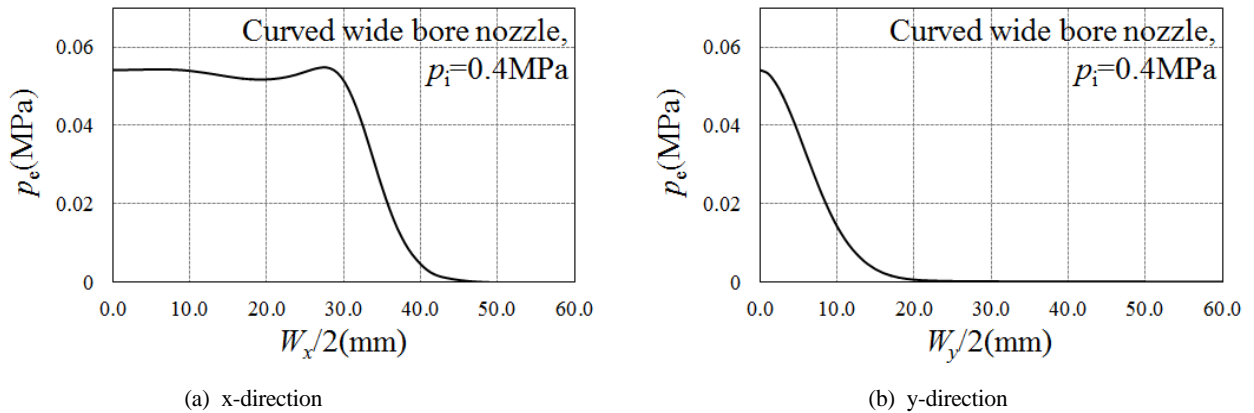 Curved wide bore nozzle,
pi=0.4MPa
pe(MPa)
0.06
0.04
0.02
0
0.0 10.0 20.0 30.0 40.0 50.0 60.0
Wx/2(mm)
(a) x-direction
Curved wide bore nozzle,
pi=0.4MPa
pe(MPa)
0.06
0.04
0.02
0
0.0 10.0 20.0 30.0 40.0 50.0 60.0
Wy/2(mm)
(b) y-direction